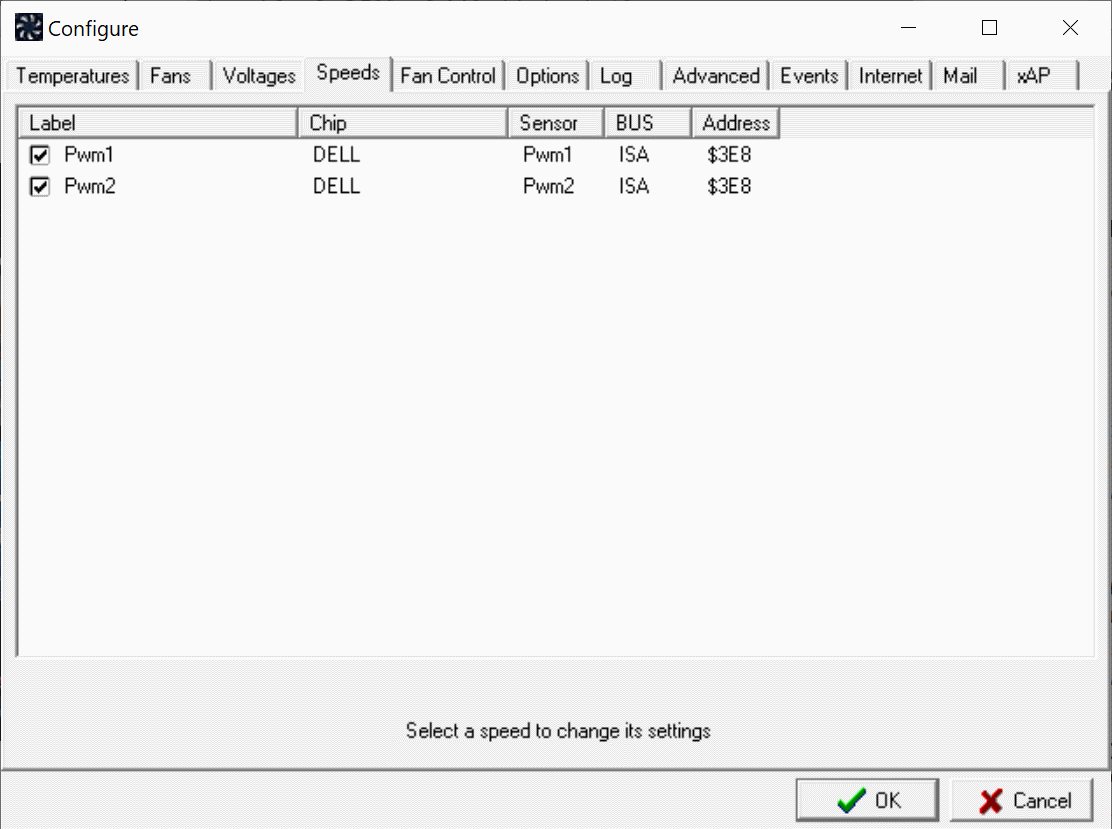 Configure
Temperatures Fans Voltages Speeds Fan Control Options Log Advanced Events Internet Mail xAP
Label Chip Sensor BUS Address
Pwm1 DELL Pwm1 ISA $3E8
Pwm2 DELL Pwm2 ISA $3E8
Select a speed to change its settings
OK Cancel